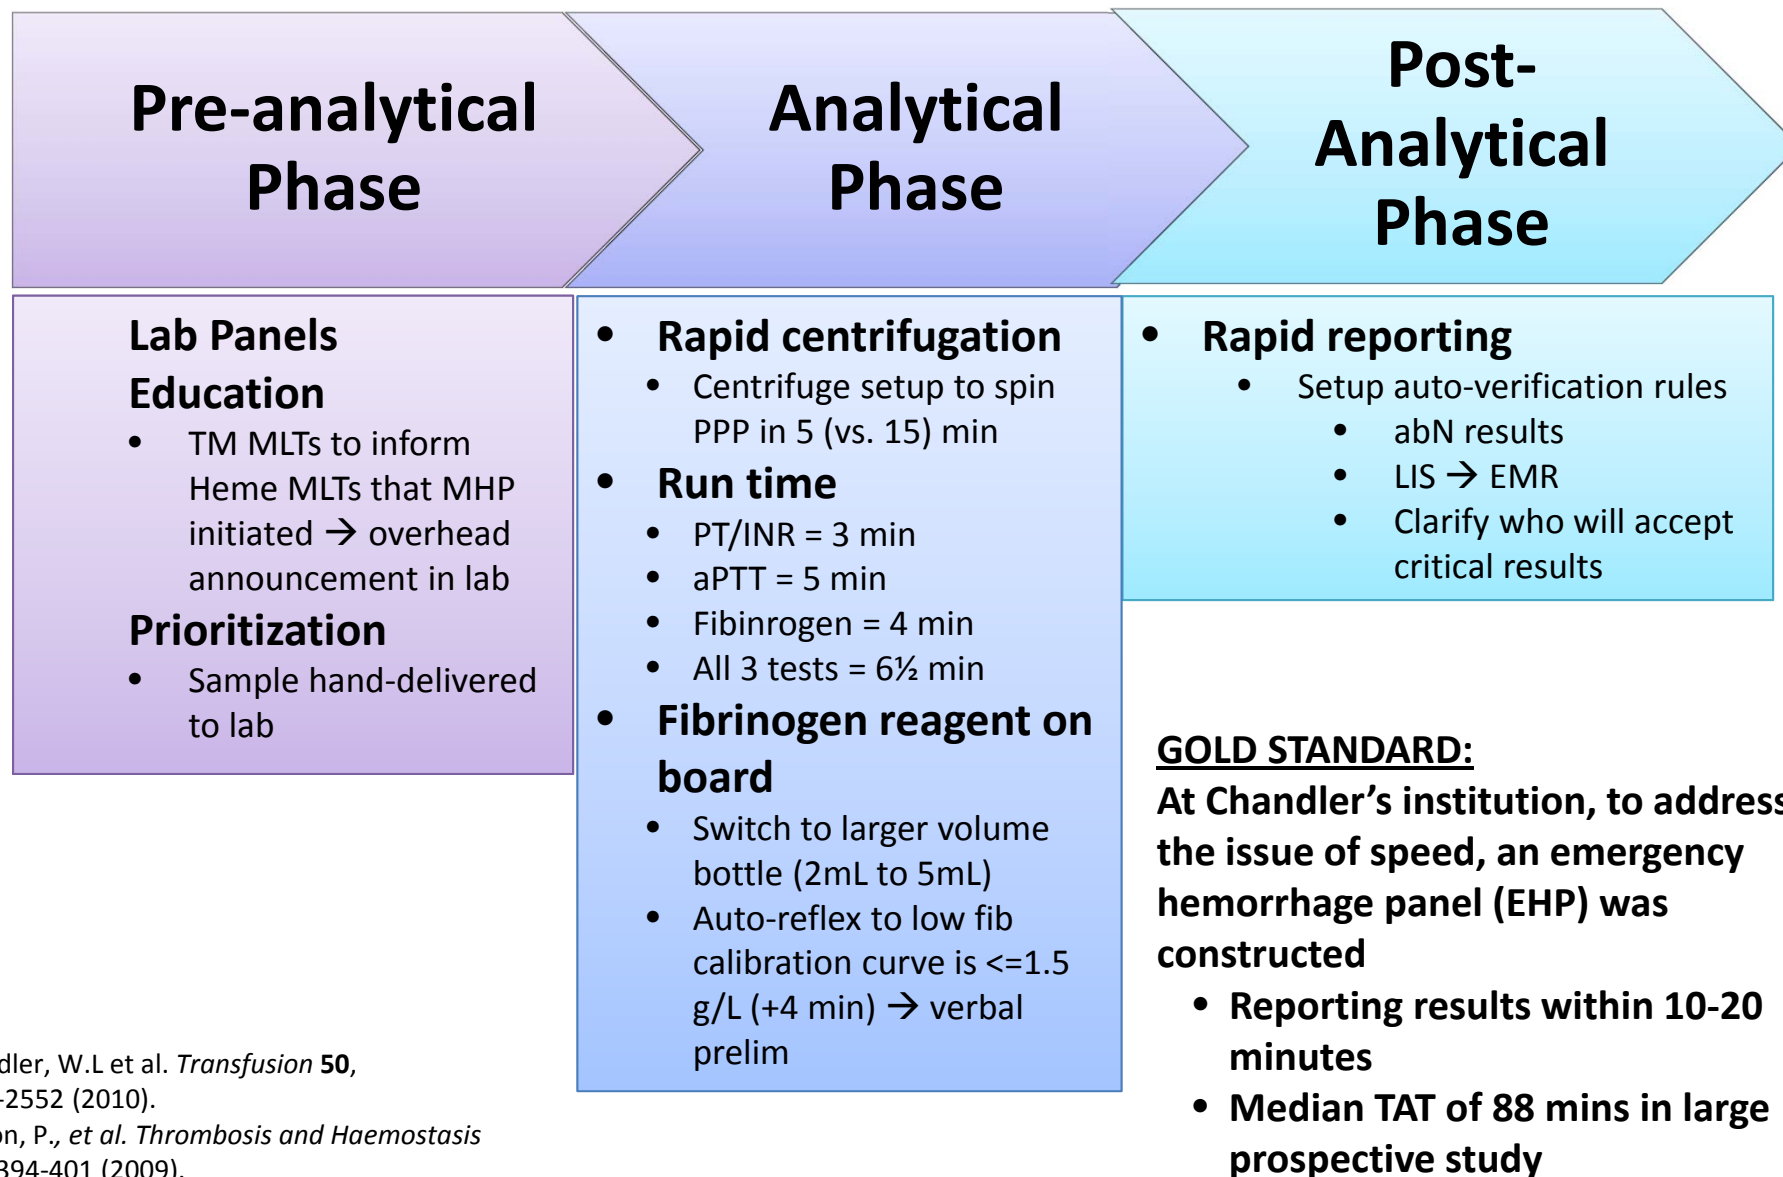 Pre-analytical
Phase
Analytical
Phase
Post-
Analytical
Phase
Lab Panels
Education
• TM MLTs to inform
Heme MLTs that MHP
initiated → overhead
announcement in lab
Prioritization
• Sample hand-delivered
to lab
• Rapid centrifugation
• Centrifuge setup to spin
PPP in 5 (vs. 15) min
• Run time
• PT/INR = 3 min
• aPTT = 5 min
• Fibinrogen = 4 min
• All 3 tests = 6½ min
• Fibrinogen reagent on
board
• Switch to larger volume
bottle (2mL to 5mL)
• Auto-reflex to low fib
calibration curve is <=1.5
g/L (+4 min) → verbal
prelim
• Rapid reporting
• Setup auto-verification rules
• abN results
• LIS → EMR
• Clarify who will accept
critical results
GOLD STANDARD:
At Chandler’s institution, to address
the issue of speed, an emergency
hemorrhage panel (EHP) was
constructed
• Reporting results within 10-20
minutes
• Median TAT of 88 mins in large
prospective study
dler, W.L et al. Transfusion 50,
-2552 (2010).
on, P., et al. Thrombosis and Haemostasis
394-401 (2009).